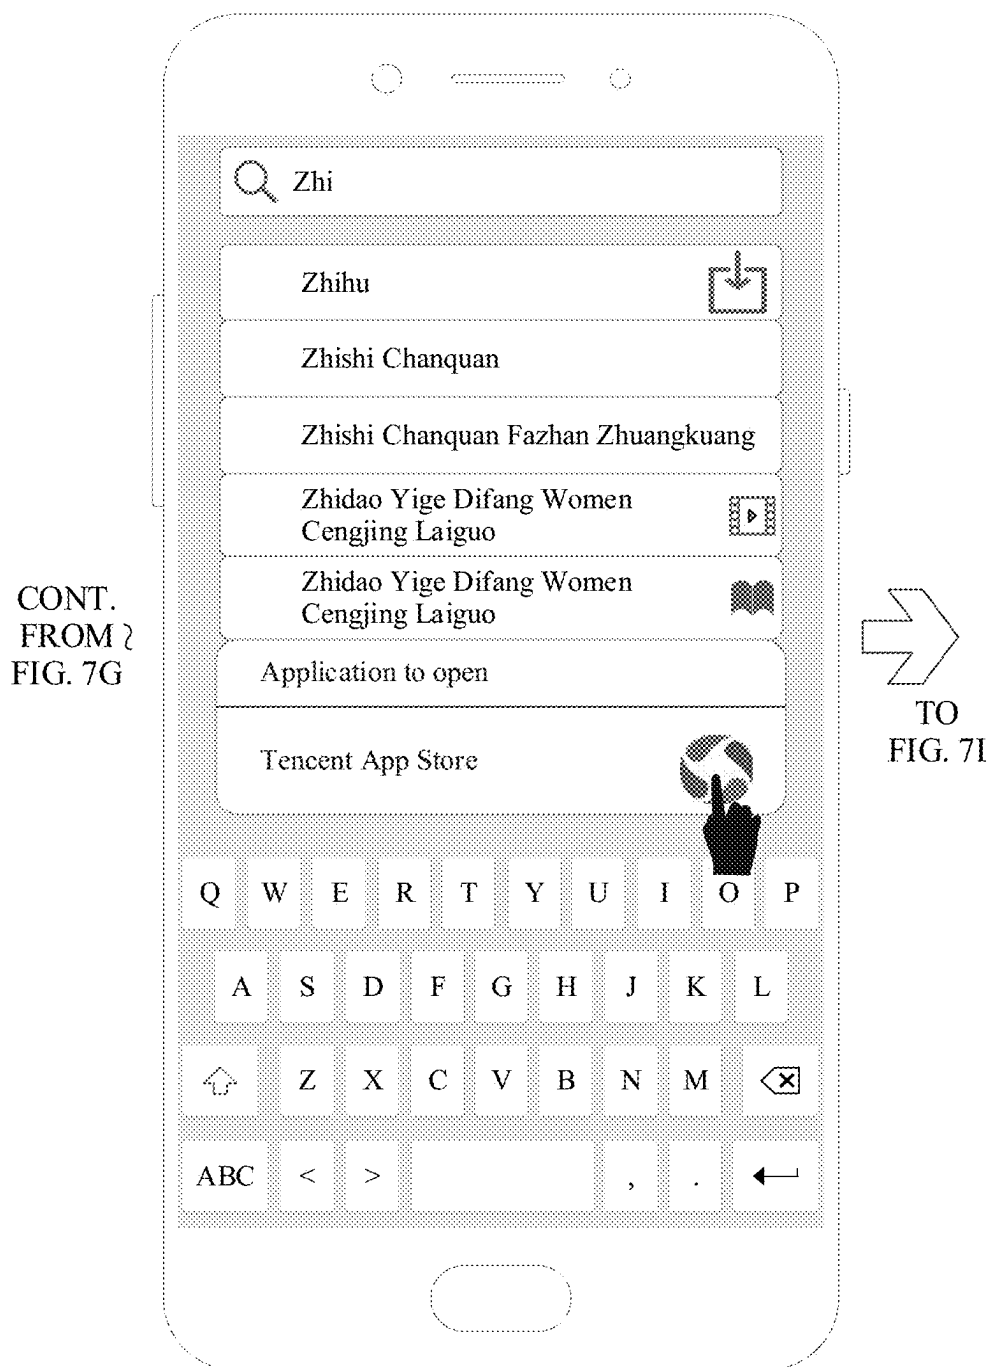 Zhi
Zhihu
Zhishi Chanquan
Zhishi Chanquan Fazhan Zhuangkuang
Zhidao Yige Difang Women
Cengjing Laiguo
Zhidao Yige Difang Women
Cengjing Laiguo
CONT.
FROM
FIG. 7G
Application to open
Tencent App Store
TO
FIG. 7I
Q W E R T Y U I O P
A S D F G H J K L
Z X C V B N M
ABC < > , .